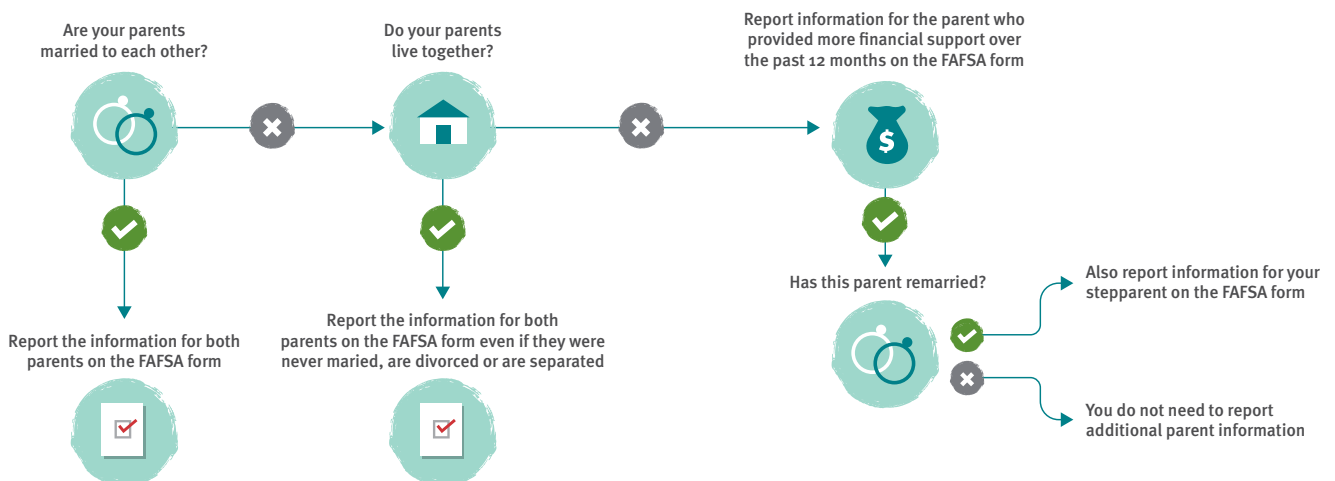 Are your parents
married to each other?
Do your parents
live together?
Report information for the parent who
provided more financial support over
the past 12 months on the FAFSA form
$
Report the information for both
parents on the FAFSA form
Report the information for both
parents on the FAFSA form even if they were
never maried, are divorced or are separated
Has this parent remarried?
Also report information for your
stepparent on the FAFSA form
You do not need to report
additional parent information